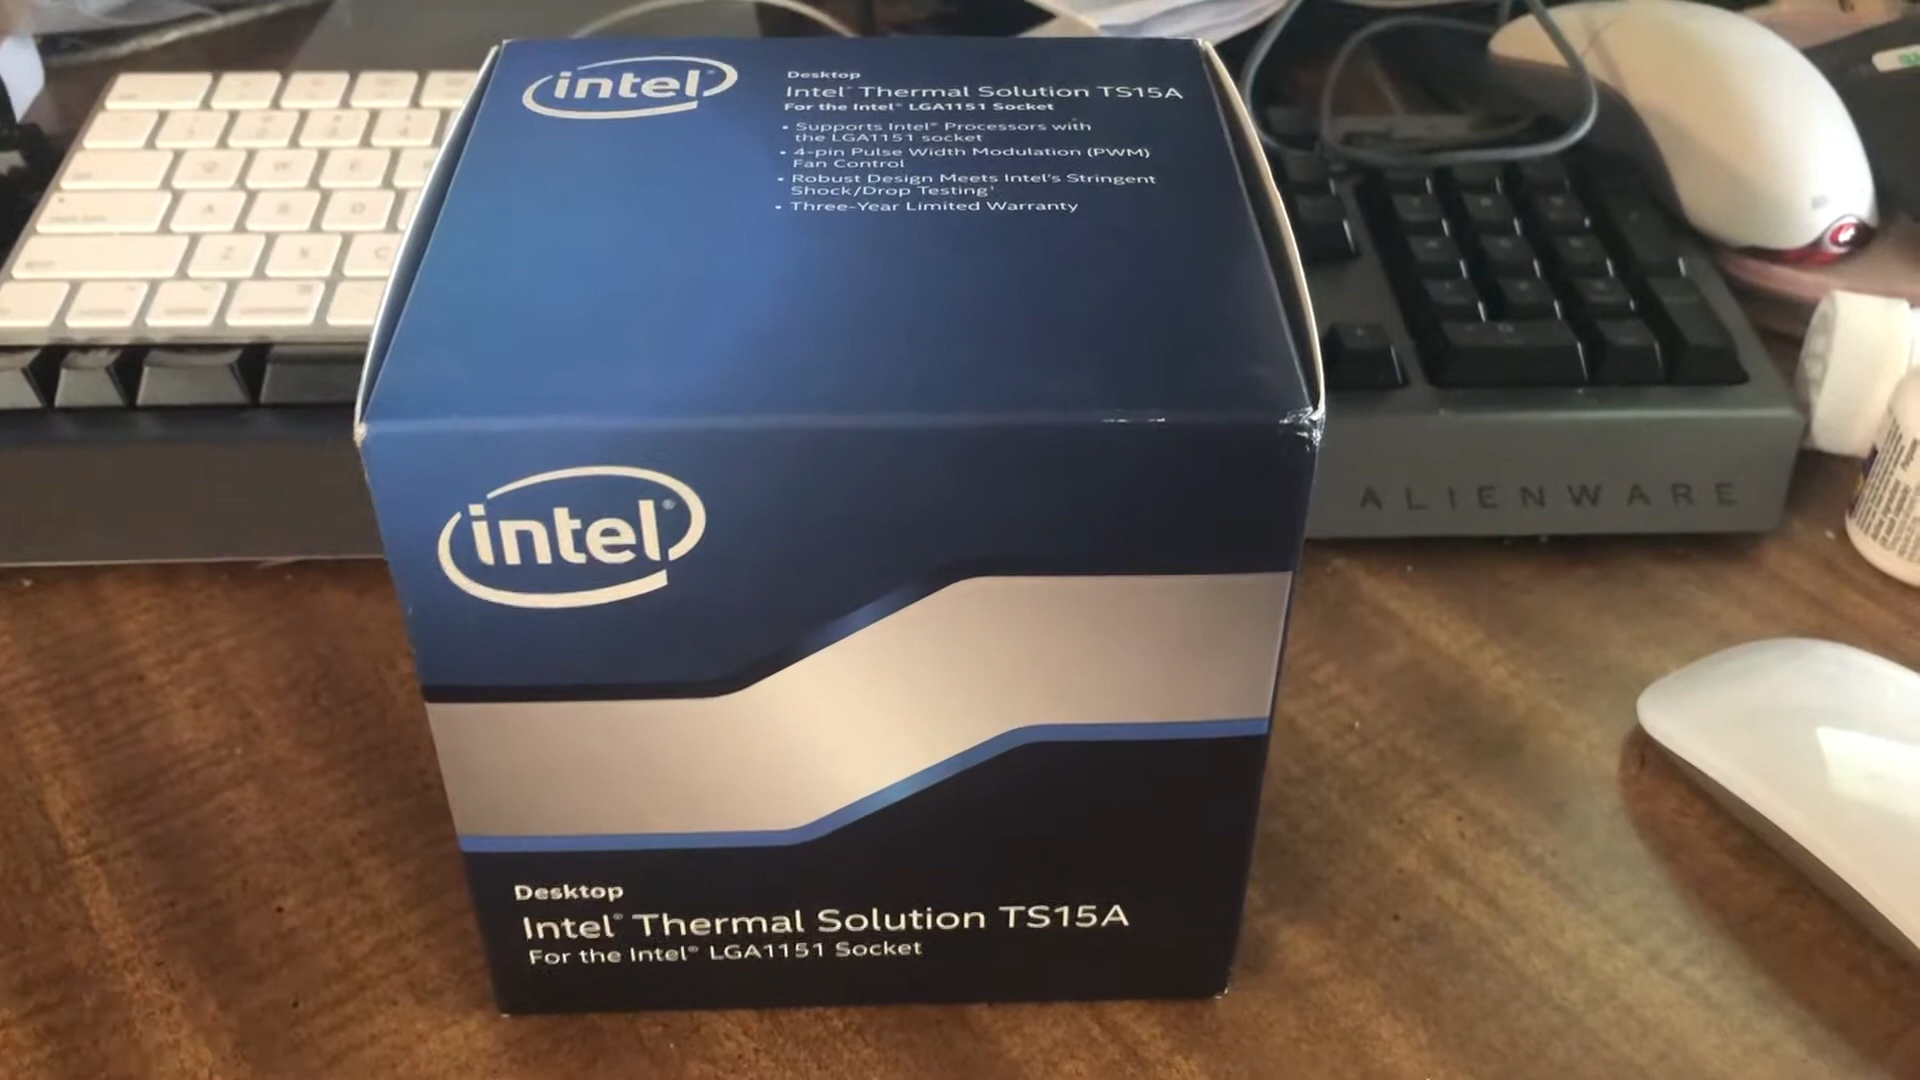 intel®
Desktop
Intel® Thermal Solution TS15A
For the Intel® LGA1151 Socket
• Supports Intel® Processors with
the LGA1151 socket
• 4-pin Pulse Width Modulation (PWM)
Fan Control
• Robust Design Meets Intel's Stringent
Shock/Drop Testing¹
• Three-Year Limited Warranty
intel®
ALIENWARE
Desktop
Intel® Thermal Solution TS15A
For the Intel® LGA1151 Socket